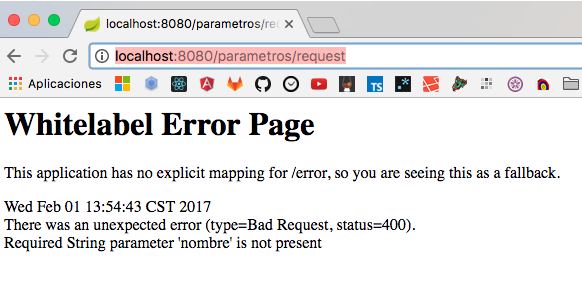 localhost:8080/parametros/req
localhost:8080/parametros/request
Aplicaciones
TS
Whitelabel Error Page
This application has no explicit mapping for /error, so you are seeing this as a fallback.
Wed Feb 01 13:54:43 CST 2017
There was an unexpected error (type=Bad Request, status=400).
Required String parameter 'nombre' is not present